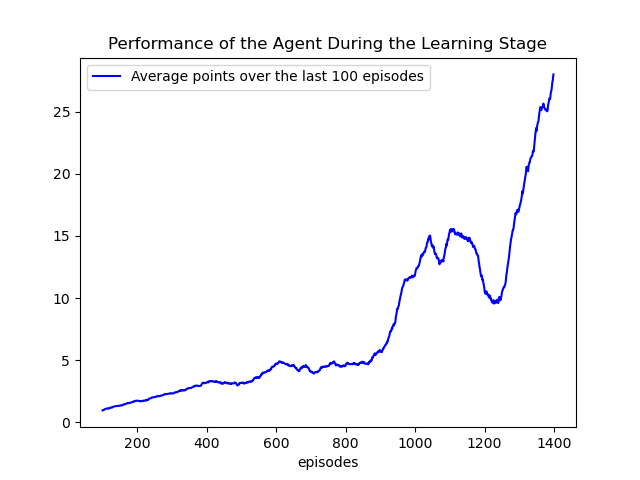 Performance of the Agent During the Learning Stage
Average points over the last 100 episodes
25
20
15
10
5
0
200 400 600 800 1000 1200 1400
episodes